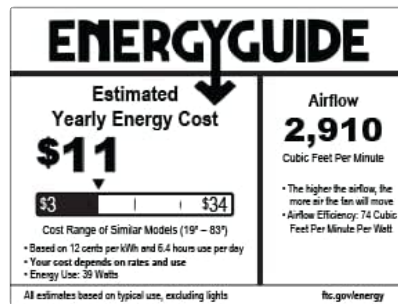 ENERGYGUIDE
Estimated
Yearly Energy Cost
$11
$3
$34
Cost Range of Similar Models (19" – 83")
• Based on 12 cents per kWh and 6.4 hours use per day
• Your cost depends on rates and use
• Energy Use: 39 Watts
Airflow
2,910
Cubic Feet Per Minute
• The higher the airflow, the
more air the fan will move
• Airflow Efficiency: 74 Cubic
Feet Per Minute Per Watt
All estimates based on typical use, excluding lights
ftc.gov/energy